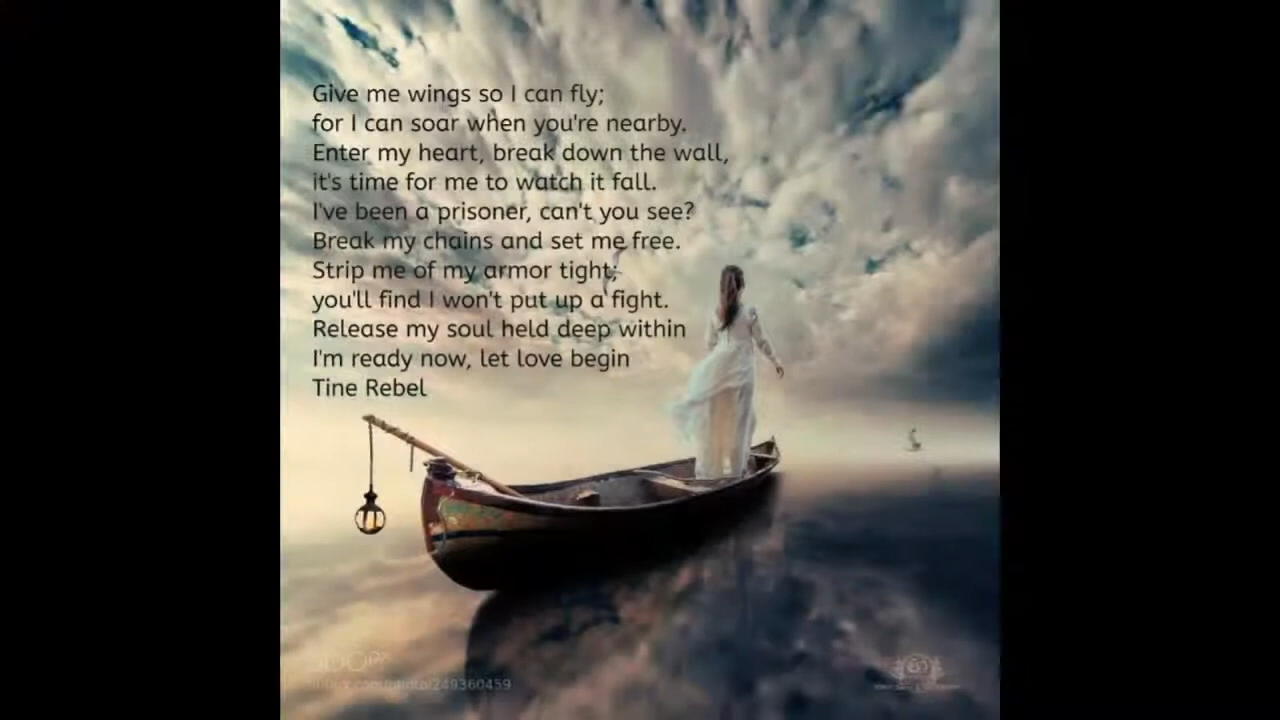 Give me wings so I can fly;
for I can soar when you're nearby.
Enter my heart, break down the wall,
it's time for me to watch it fall.
I've been a prisoner, can't you see?
Break my chains and set me free.
Strip me of my armor tight;
you'll find I won't put up a fight.
Release my soul held deep within
I'm ready now, let love begin
Tine Rebel
249360459